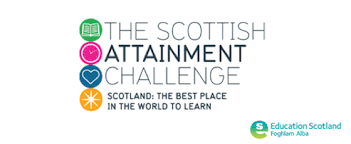 THE SCOTTISH
ATTAINMENT
CHALLENGE
SCOTLAND: THE BEST PLACE
IN THE WORLD TO LEARN
Education Scotland
Foghlam Alba